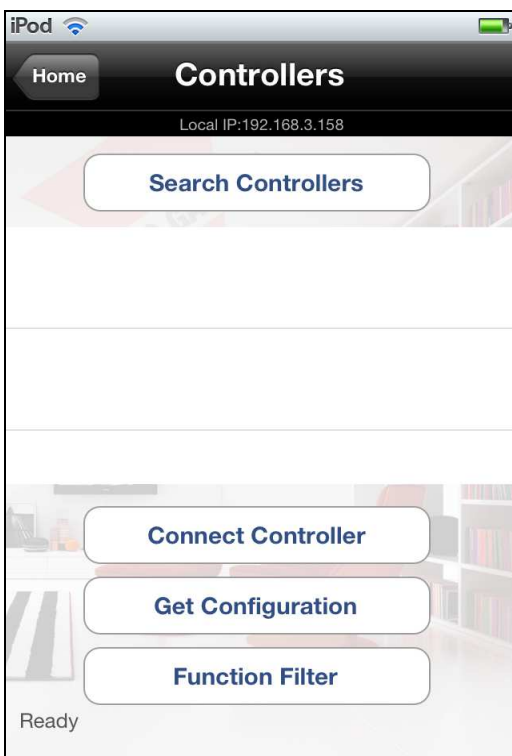 iPod
Home
Controllers
Local IP:192.168.3.158
Search Controllers
Connect Controller
Get Configuration
Function Filter
Ready